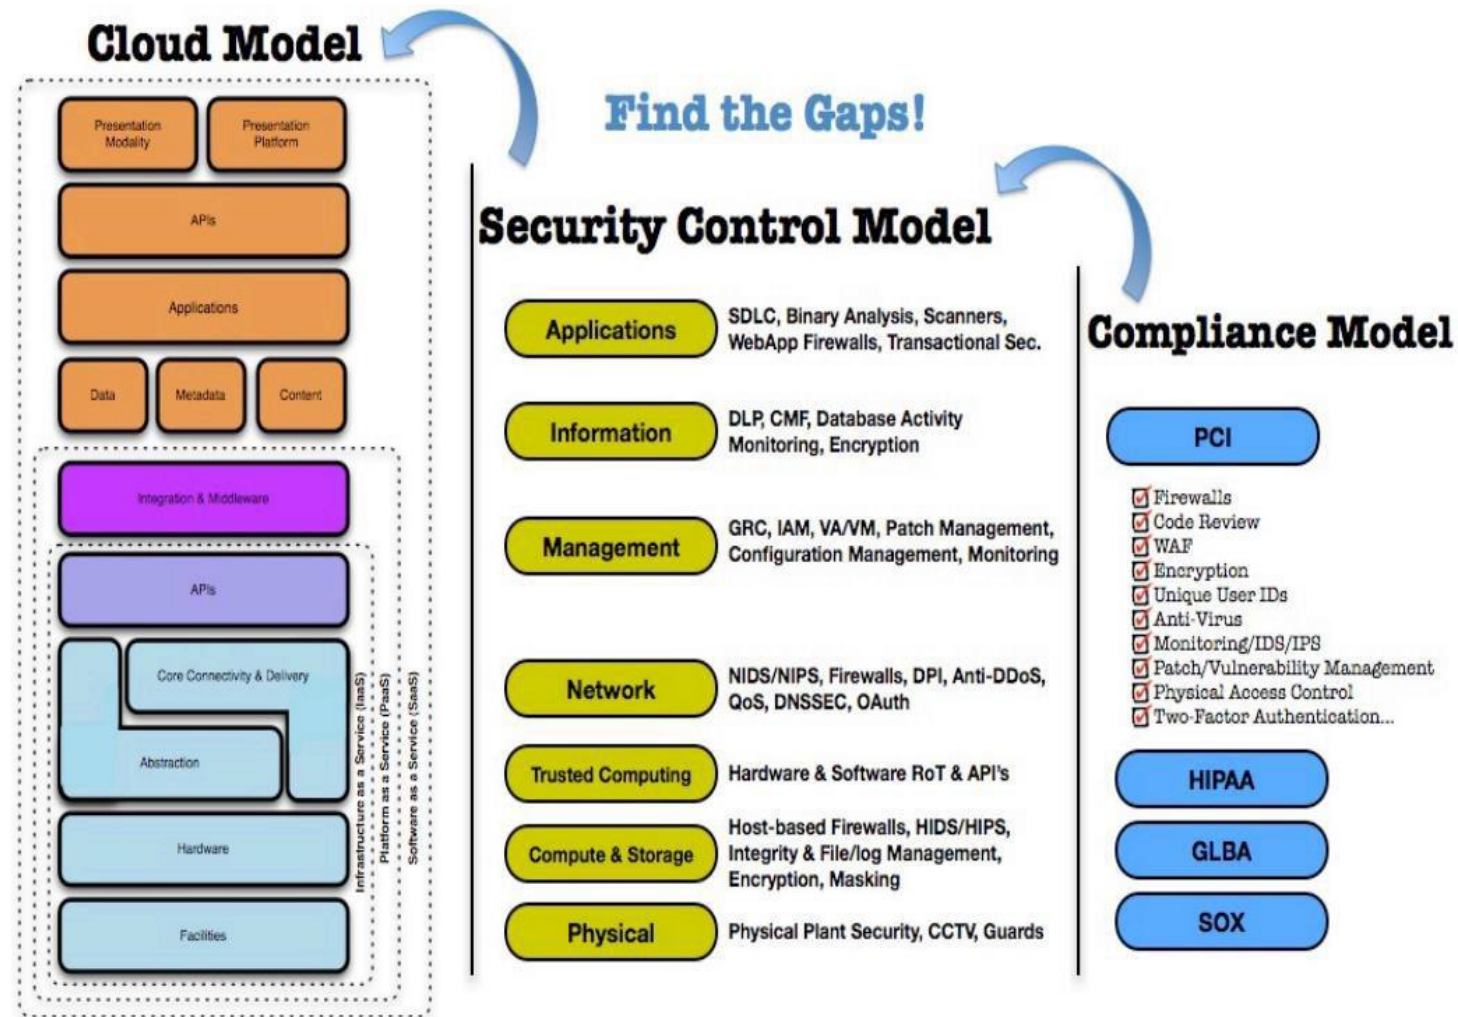 Cloud Model
Presentation
Modality
Presentation
Platform
APIs
Applications
Data
Metadata
Content
Integration & Middleware
APIs
Core Connectivity & Delivery
Abstraction
Hardware
Facilities
Infrastructure as a Service (IaaS)
Platform as a Service (PaaS)
Software as a Service (SaaS)
Find the Gaps!
Security Control Model
Applications
SDLC, Binary Analysis, Scanners,
WebApp Firewalls, Transactional Sec.
Information
DLP, CMF, Database Activity
Monitoring, Encryption
Management
GRC, IAM, VA/VM, Patch Management,
Configuration Management, Monitoring
Network
NIDS/NIPS, Firewalls, DPI, Anti-DDoS,
QoS, DNSSEC, OAuth
Trusted Computing
Hardware & Software RoT & API's
Compute & Storage
Host-based Firewalls, HIDS/HIPS,
Integrity & File/log Management,
Encryption, Masking
Physical
Physical Plant Security, CCTV, Guards
Compliance Model
PCI
Firewalls
Code Review
WAF
Encryption
Unique User IDs
Anti-Virus
Monitoring/IDS/IPS
Patch/Vulnerability Management
Physical Access Control
Two-Factor Authentication...
HIPAA
GLBA
SOX